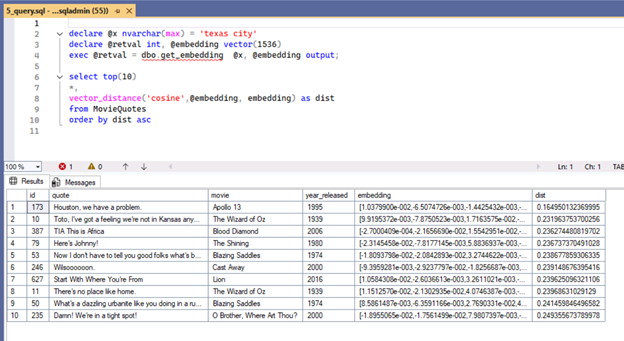 5_query.sql - ...sqladmin (55))
1
2 declare @x nvarchar(max) = 'texas city'
3 declare @retval int, @embedding vector(1536)
4 exec @retval = dbo.get_embedding @x, @embedding output;
5
6 select top(10)
7 *,
8 vector_distance('cosine',@embedding, embedding) as dist
9 from MovieQuotes
10 order by dist asc
11
100 % 1 0 Ln: 1 Ch: 1 TAB
Results Messages
id quote movie year_released embedding dist
1 173 Houston, we have a problem. Apollo 13 1995 [1.0379900e-002,-6.5074726e-003,-1.4425432e-003,-... 0.164950132369995
2 10 Toto, I've got a feeling we're not in Kansas any... The Wizard of Oz 1939 [9.9195372e-003,-7.8750523e-003,1.7163575e-002,-... 0.231963753700256
3 387 TIA This is Africa Blood Diamond 2006 [-2.7000409e-004,-2.1656690e-002,1.5542951e-002,-... 0.236274480819702
4 79 Here's Johnny! The Shining 1980 [-2.3145458e-002,-7.8177145e-003,5.8836937e-003,-... 0.236737370491028
5 53 Now I don't have to tell you good folks what's b... Blazing Saddles 1974 [-1.8093798e-002,-2.0842893e-002,3.2744622e-003,-... 0.238677859306335
6 246 Wilsoooooon. Cast Away 2000 [-9.3959281e-003,-2.9237797e-002,-1.8256687e-003,... 0.239148676395416
7 627 Start With Where You're From Lion 2016 [1.0584308e-002,-2.6036613e-003,3.2611021e-003,-... 0.239625096321106
8 11 There's no place like home. The Wizard of Oz 1939 [1.1512570e-002,-2.1302935e-002,4.0746387e-003,-... 0.23968631029129
9 50 What's a dazzling urbanite like you doing in a ru... Blazing Saddles 1974 [8.5861487e-003,-6.3591166e-003,2.7690331e-002,4... 0.241459846496582
10 235 Damn! We're in a tight spot! O Brother, Where Art Thou? 2000 [-1.8955065e-002,-1.7561499e-002,7.9807397e-003,-... 0.249355673789978